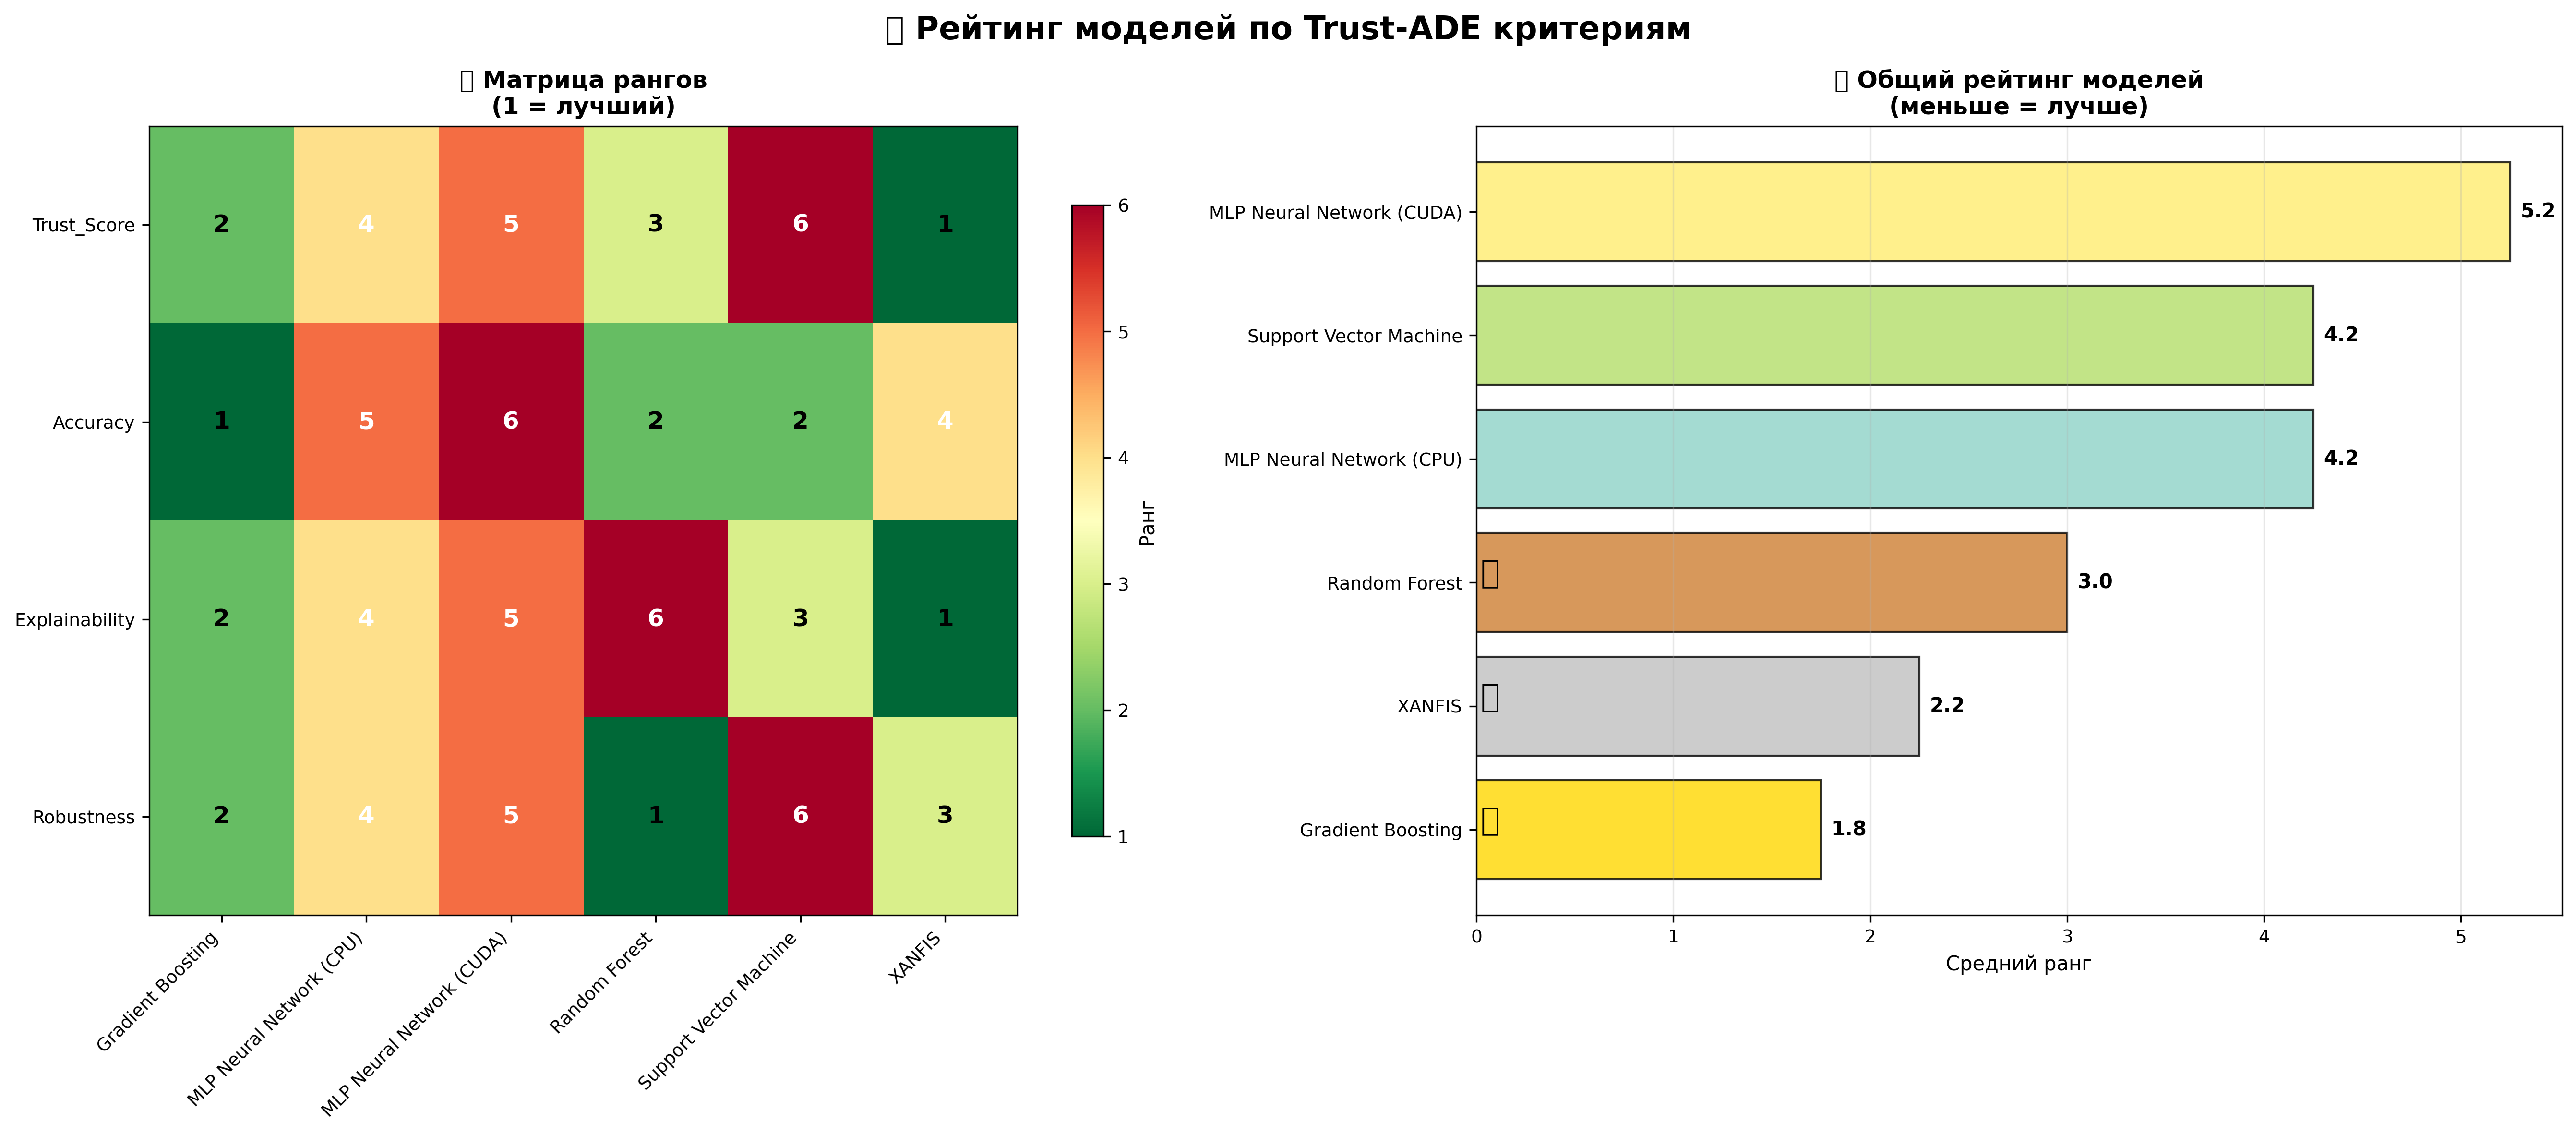 Рейтинг моделей по Trust-ADE критериям
Матрица рангов
(1 = лучший)
Trust_Score
2 4 5 3 6 1
Accuracy
1 5 6 2 2 4
Explainability
2 4 5 6 3 1
Robustness
2 4 5 1 6 3
Gradient Boosting
MLP Neural Network (CPU)
MLP Neural Network (CUDA)
Random Forest
Support Vector Machine
XANFIS
6
5
4
3
2
1
Ранг
Общий рейтинг моделей
(меньше = лучше)
MLP Neural Network (CUDA) 5.2
Support Vector Machine 4.2
MLP Neural Network (CPU) 4.2
Random Forest 3.0
XANFIS 2.2
Gradient Boosting 1.8
0 1 2 3 4 5
Средний ранг